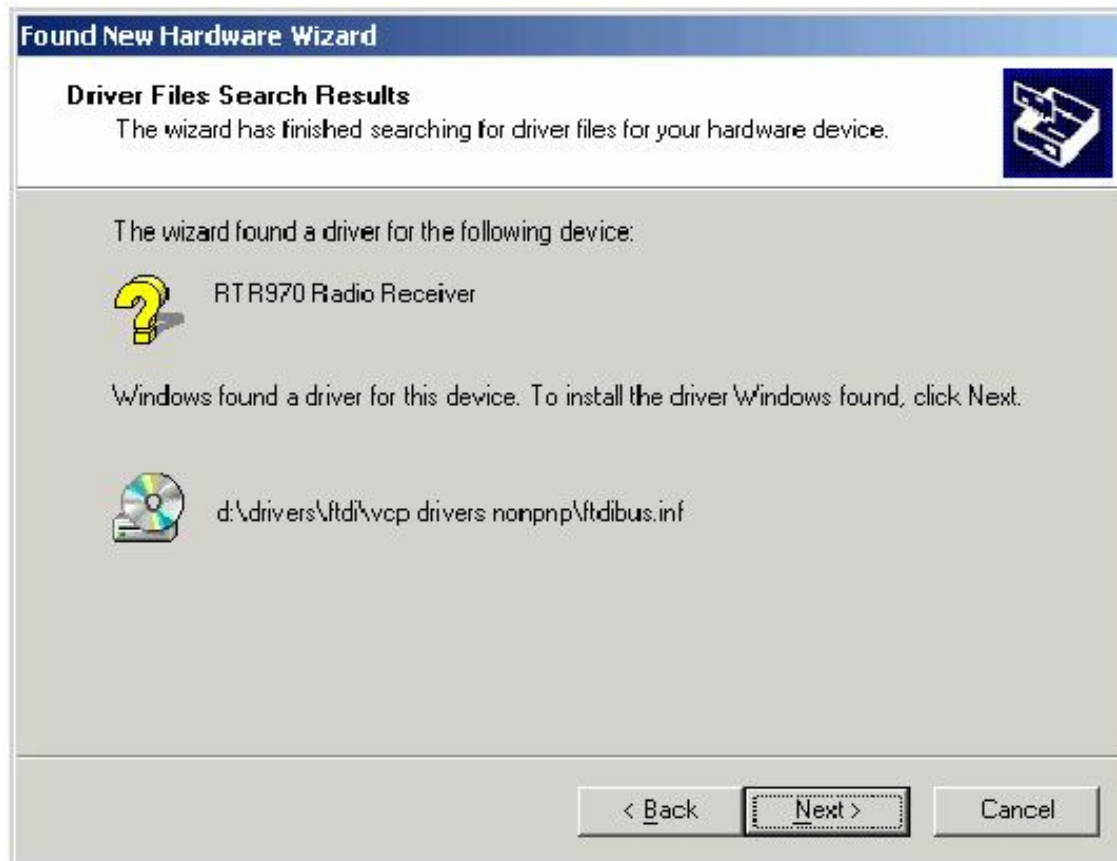 Found New Hardware Wizard
Driver Files Search Results
The wizard has finished searching for driver files for your hardware device.
The wizard found a driver for the following device:
RTR970 Radio Receiver
Windows found a driver for this device. To install the driver Windows found, click Next.
d:\drivers\ftdi\vcp drivers nonpnp\ftdibus.inf
< Back
Next >
Cancel